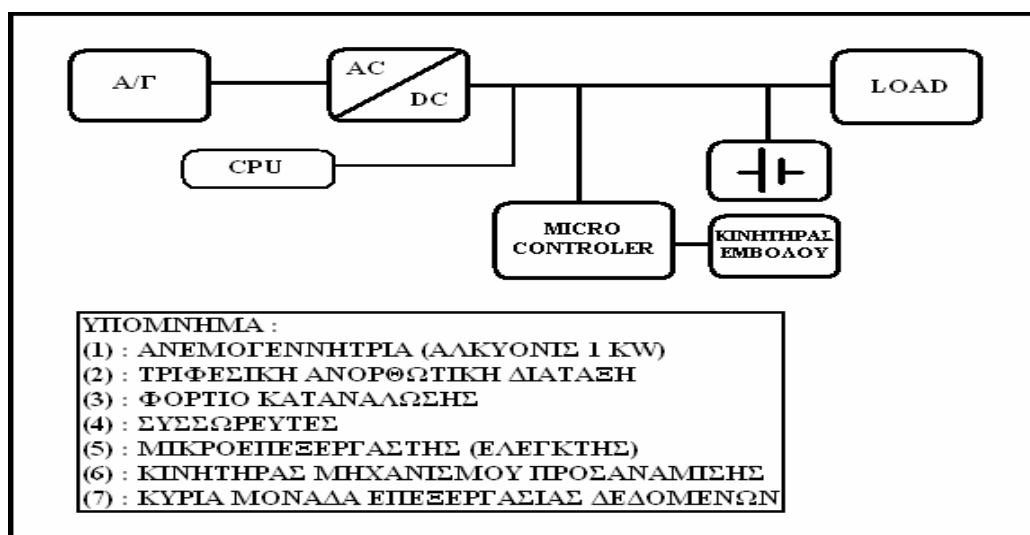 Α/Γ
AC
DC
LOAD
CPU
MICRO
CONTROLER
ΚΙΝΗΤΗΡΑΣ
ΕΜΒΟΛΟΥ
ΥΠΟΜΝΗΜΑ :
(1) : ΑΝΕΜΟΓΕΝΝΗΤΡΙΑ (ΑΛΚΥΟΝΙΣ 1 KW)
(2) : ΤΡΙΦΕΣΙΚΗ ΑΝΟΡΘΩΤΙΚΗ ΔΙΑΤΑΞΗ
(3) : ΦΟΡΤΙΟ ΚΑΤΑΝΑΛΩΣΗΣ
(4) : ΣΥΣΣΩΡΕΥΤΕΣ
(5) : ΜΙΚΡΟΕΠΕΞΕΡΓΑΣΤΗΣ (ΕΛΕΓΚΤΗΣ)
(6) : ΚΙΝΗΤΗΡΑΣ ΜΗΧΑΝΙΣΜΟΥ ΠΡΟΣΑΝΑΜΙΣΗΣ
(7) : ΚΥΡΙΑ ΜΟΝΑΔΑ ΕΠΕΞΕΡΓΑΣΙΑΣ ΔΕΔΟΜΕΝΩΝ